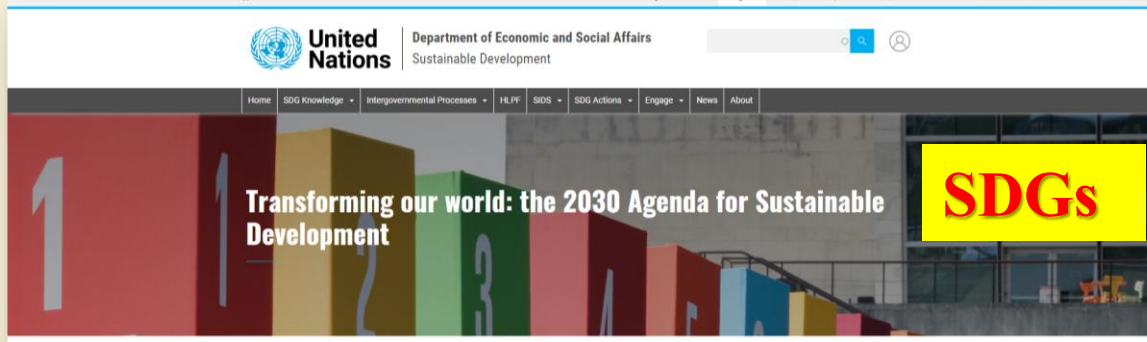 United
Nations
Department of Economic and Social Affairs
Sustainable Development
Home
SDG Knowledge
Intergovernmental Processes
HLPF
SIDS
SDG Actions
Engage
News
About
1
1
2
3
4
5
Transforming our world: the 2030 Agenda for Sustainable
Development
SDGs